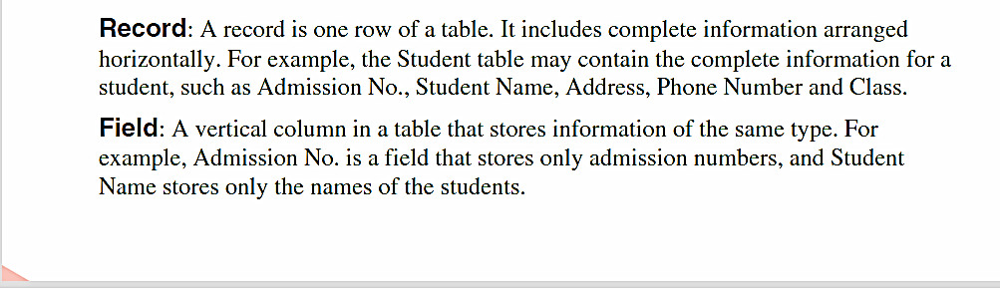 Record: A record is one row of a table. It includes complete information arranged
horizontally. For example, the Student table may contain the complete information for a
student, such as Admission No., Student Name, Address, Phone Number and Class.
Field: A vertical column in a table that stores information of the same type. For
example, Admission No. is a field that stores only admission numbers, and Student
Name stores only the names of the students.